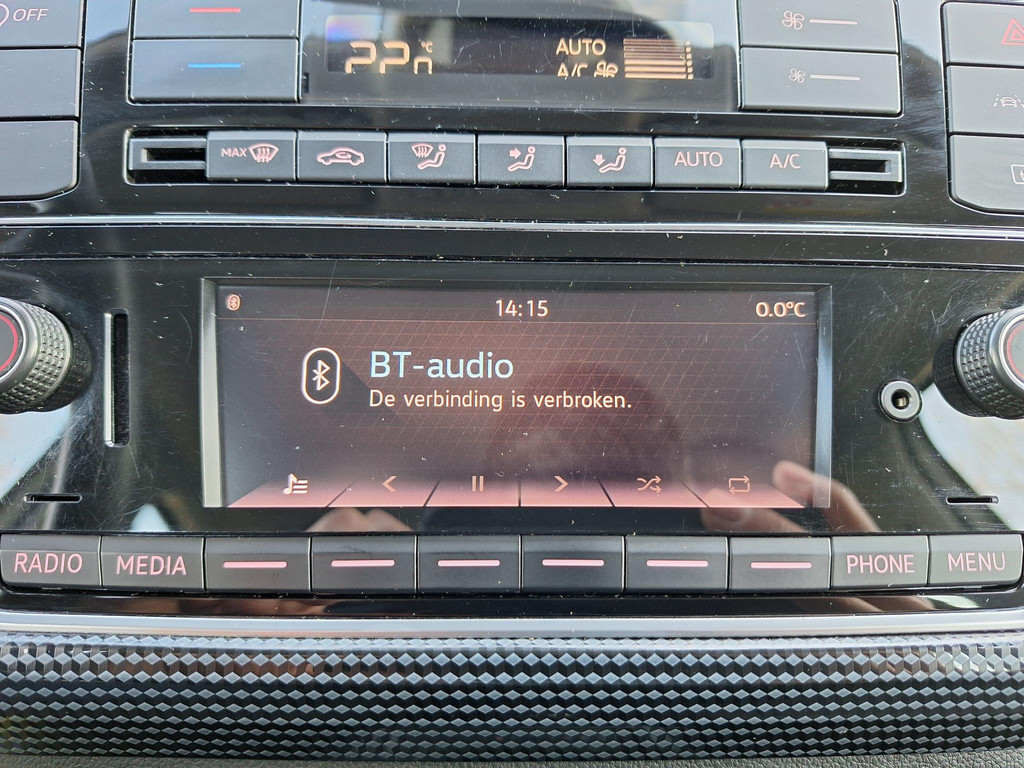 OFF
22.0 °C
AUTO
A/C
MAX
AUTO
A/C
14:15
0.0°C
BT-audio
De verbinding is verbroken.
RADIO
MEDIA
PHONE
MENU